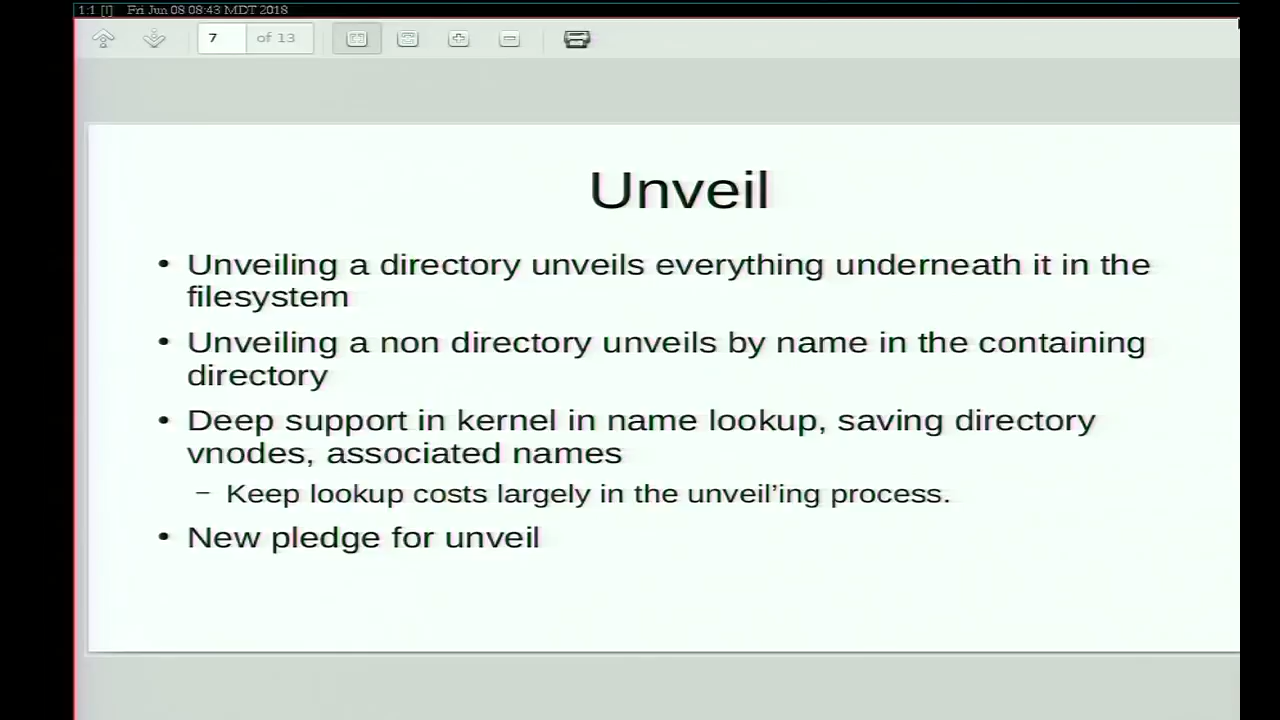 1:1 [|] Fri Jun 08 08:43 MDT 2018
7 of 13
Unveil
• Unveiling a directory unveils everything underneath it in the
filesystem
• Unveiling a non directory unveils by name in the containing
directory
• Deep support in kernel in name lookup, saving directory
vnodes, associated names
– Keep lookup costs largely in the unveil’ing process.
• New pledge for unveil